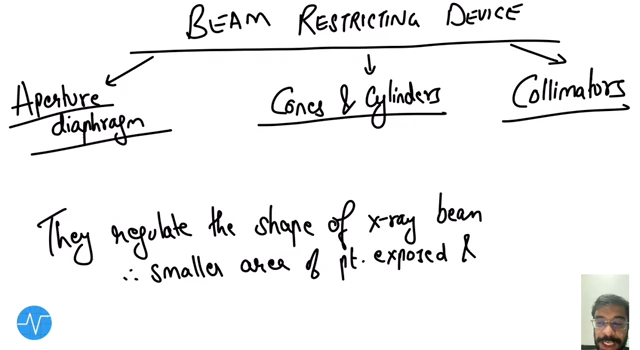 BEAM RESTRICTING DEVICE
Aperture
diaphragm
Cones & Cylinders
Collimators
They regulate the shape of x-ray beam
∴ smaller area of pt. exposed &